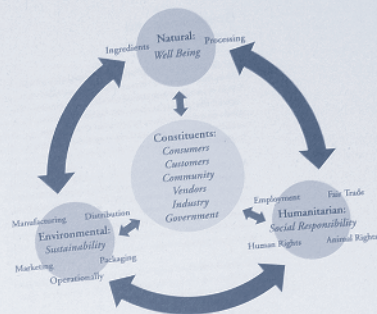 Natural:
Ingredients
Processing
Well Being
Constituents:
Consumers
Customers
Community
Vendors
Industry
Government
Manufacturing
Distribution
Environmental:
Sustainability
Marketing
Packaging
Operationally
Employment
Fair Trade
Humanitarian:
Social Responsibility
Human Rights
Animal Rights